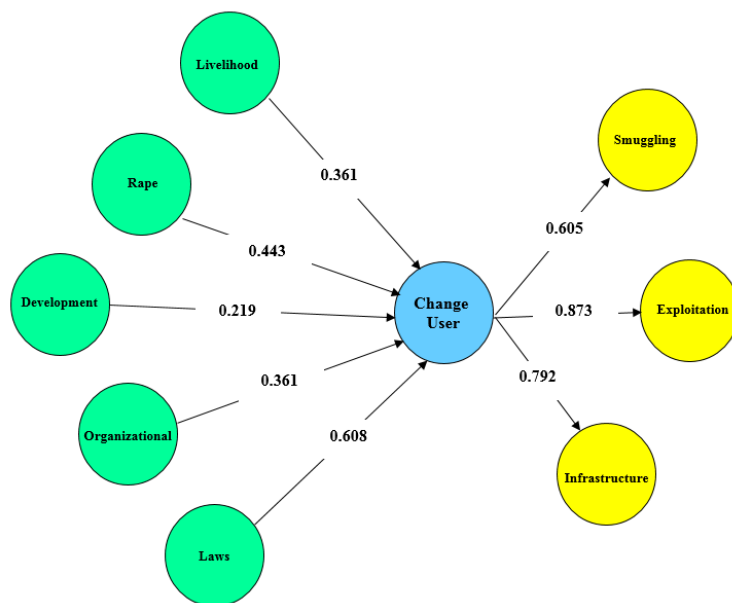 Livelihood
Smuggling
0.361
Rape
0.605
0.443
Development
0.219
Change
User
0.873
Exploitation
0.792
0.361
Organizational
0.608
Infrastructure
Laws